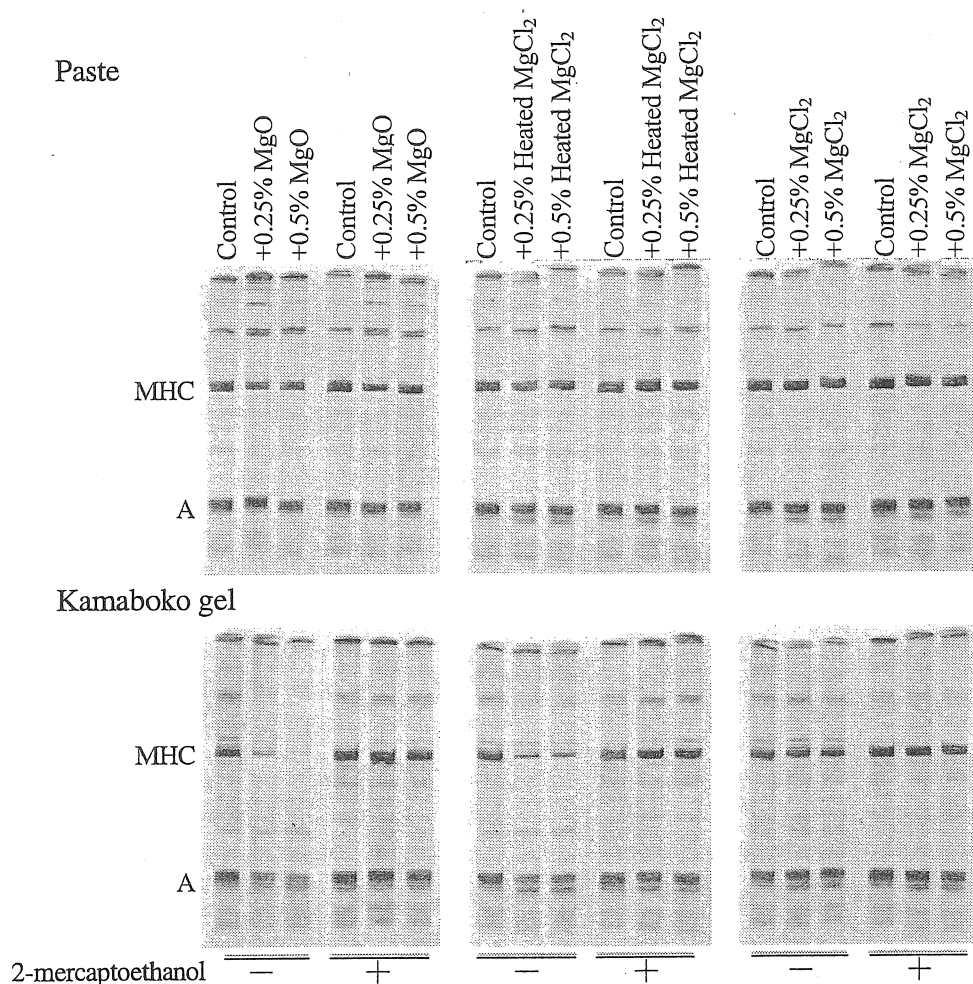 Paste
Control
+0.25% MgO
+0.5% MgO
Control
+0.25% MgO
+0.5% MgO
Control
+0.25% Heated MgCl₂
+0.5% Heated MgCl₂
Control
+0.25% Heated MgCl₂
+0.5% Heated MgCl₂
Control
+0.25% MgCl₂
+0.5% MgCl₂
Control
+0.25% MgCl₂
+0.5% MgCl₂
MHC
A
Kamaboko gel
MHC
A
2-mercaptoethanol − + − + − +